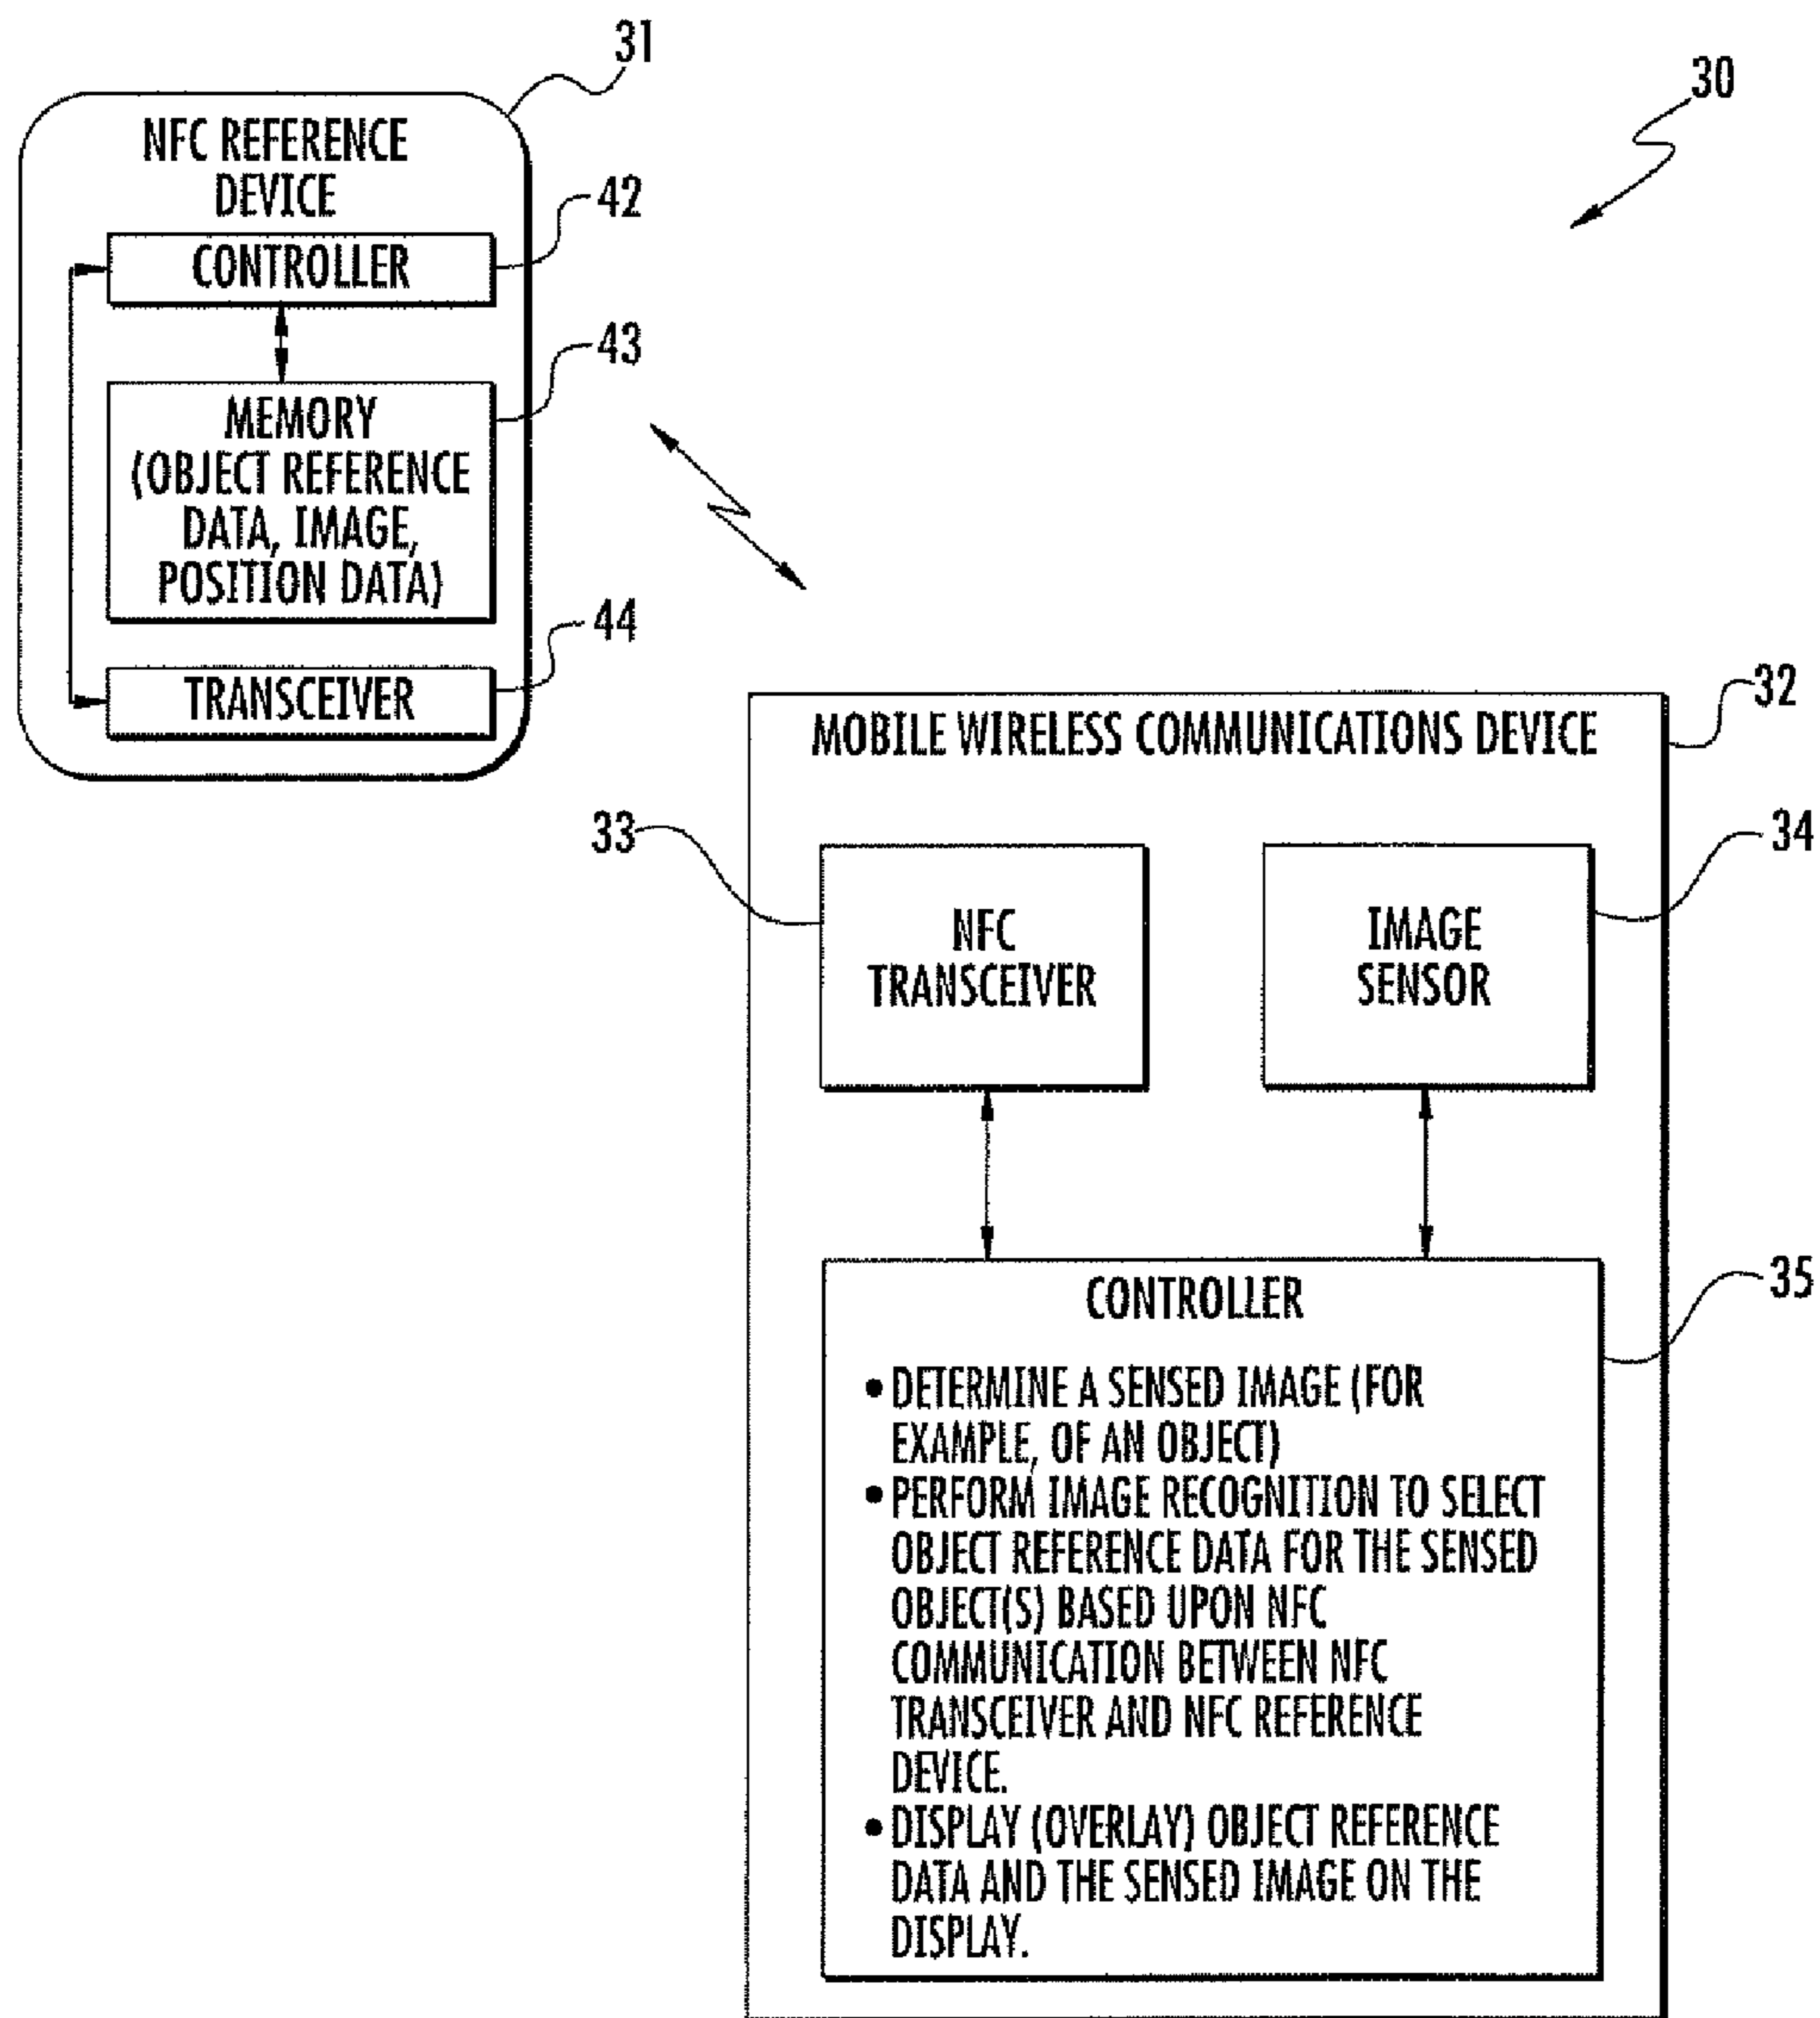 31
30
NFC REFERENCE
DEVICE
42
CONTROLLER
43
MEMORY
(OBJECT REFERENCE
DATA, IMAGE,
POSITION DATA)
44
TRANSCEIVER
32
MOBILE WIRELESS COMMUNICATIONS DEVICE
33
34
NFC
TRANSCEIVER
IMAGE
SENSOR
35
CONTROLLER
• DETERMINE A SENSED IMAGE (FOR
EXAMPLE, OF AN OBJECT)
• PERFORM IMAGE RECOGNITION TO SELECT
OBJECT REFERENCE DATA FOR THE SENSED
OBJECT(S) BASED UPON NFC
COMMUNICATION BETWEEN NFC
TRANSCEIVER AND NFC REFERENCE
DEVICE.
• DISPLAY (OVERLAY) OBJECT REFERENCE
DATA AND THE SENSED IMAGE ON THE
DISPLAY.